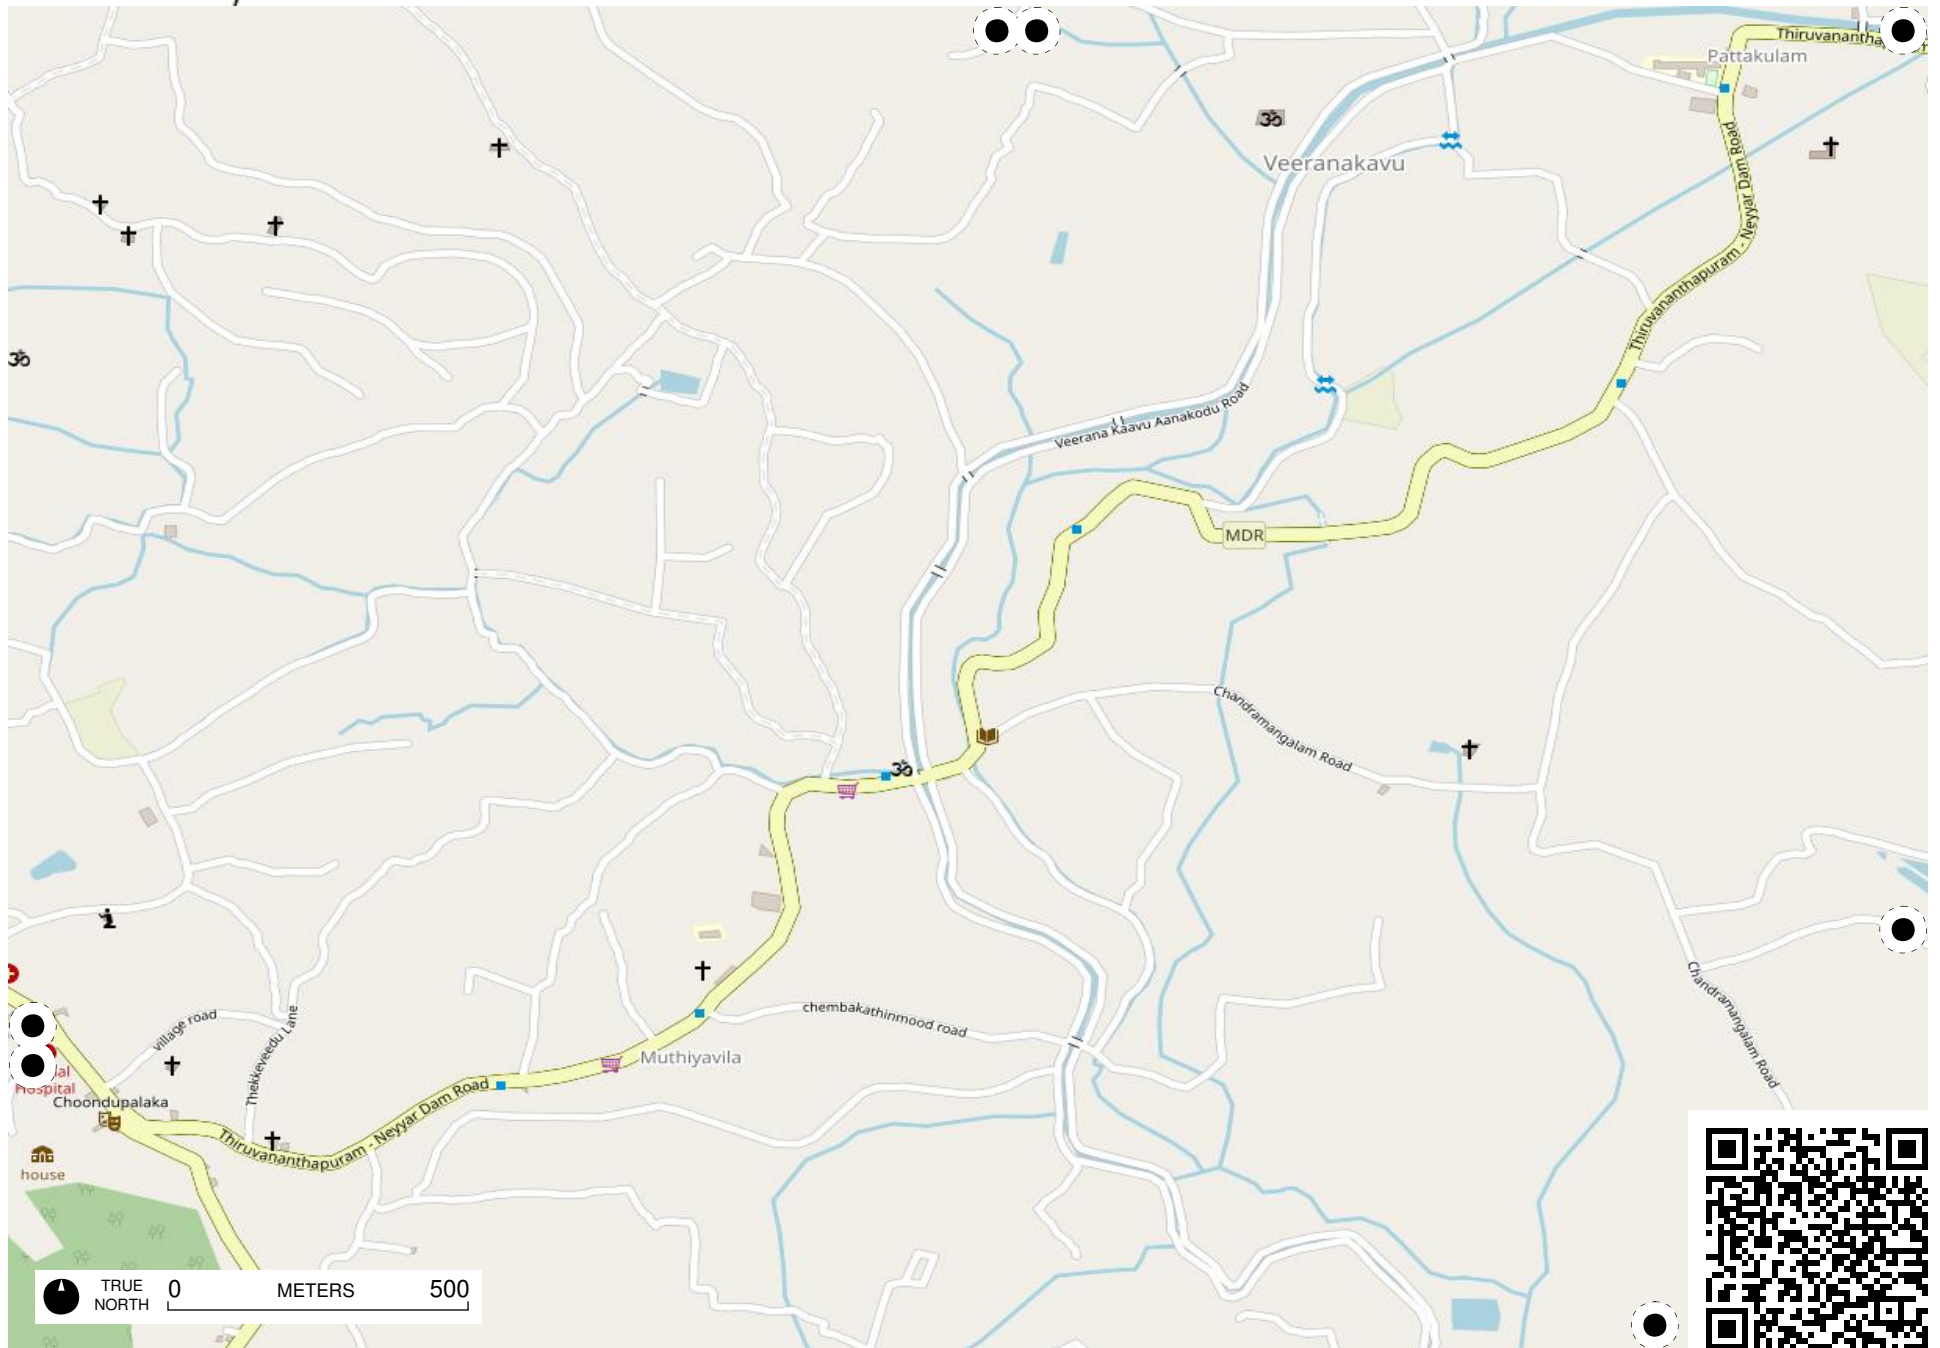 Thiruvanantha
Pattakulam
Veeranakavu
Thiruvananthapuram - Neyyar Dam Road
Veerana Kaavu Aanakodu Road
MDR
Chandramangalam Road
Chandramangalam Road
chembakathinmood road
village road
Thekkeveedu Lane
Muthiyavila
Hospital
Choondupalaka
Thiruvananthapuram - Neyyar Dam Road
house
TRUE
NORTH
0 METERS 500